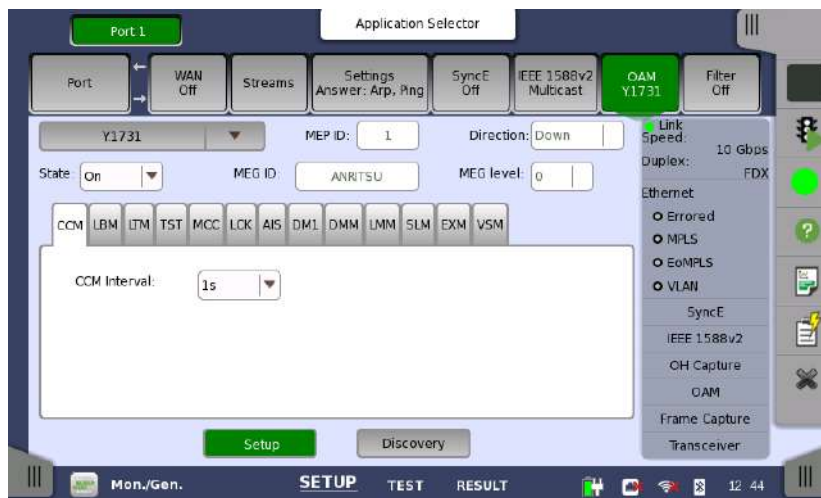 Port 1
Application Selector
Port
WAN
Off
Streams
Settings
Answer: Arp, Ping
SyncE
Off
IEEE 1588v2
Multicast
OAM
Y1731
Filter
Off
Y1731
MEP ID:
1
Direction:
Down
State:
On
MEG ID:
ANRITSU
MEG level:
0
CCM
LBM
LTM
TST
MCC
LCK
AIS
DM1
DMM
LMM
SLM
EXM
VSM
CCM Interval:
1s
Setup
Discovery
Link
Speed:
10 Gbps
Duplex:
FDX
Ethernet
Errored
MPLS
EoMPLS
VLAN
SyncE
IEEE 1588v2
OH Capture
OAM
Frame Capture
Transceiver
Mon./Gen.
SETUP
TEST
RESULT
12 44